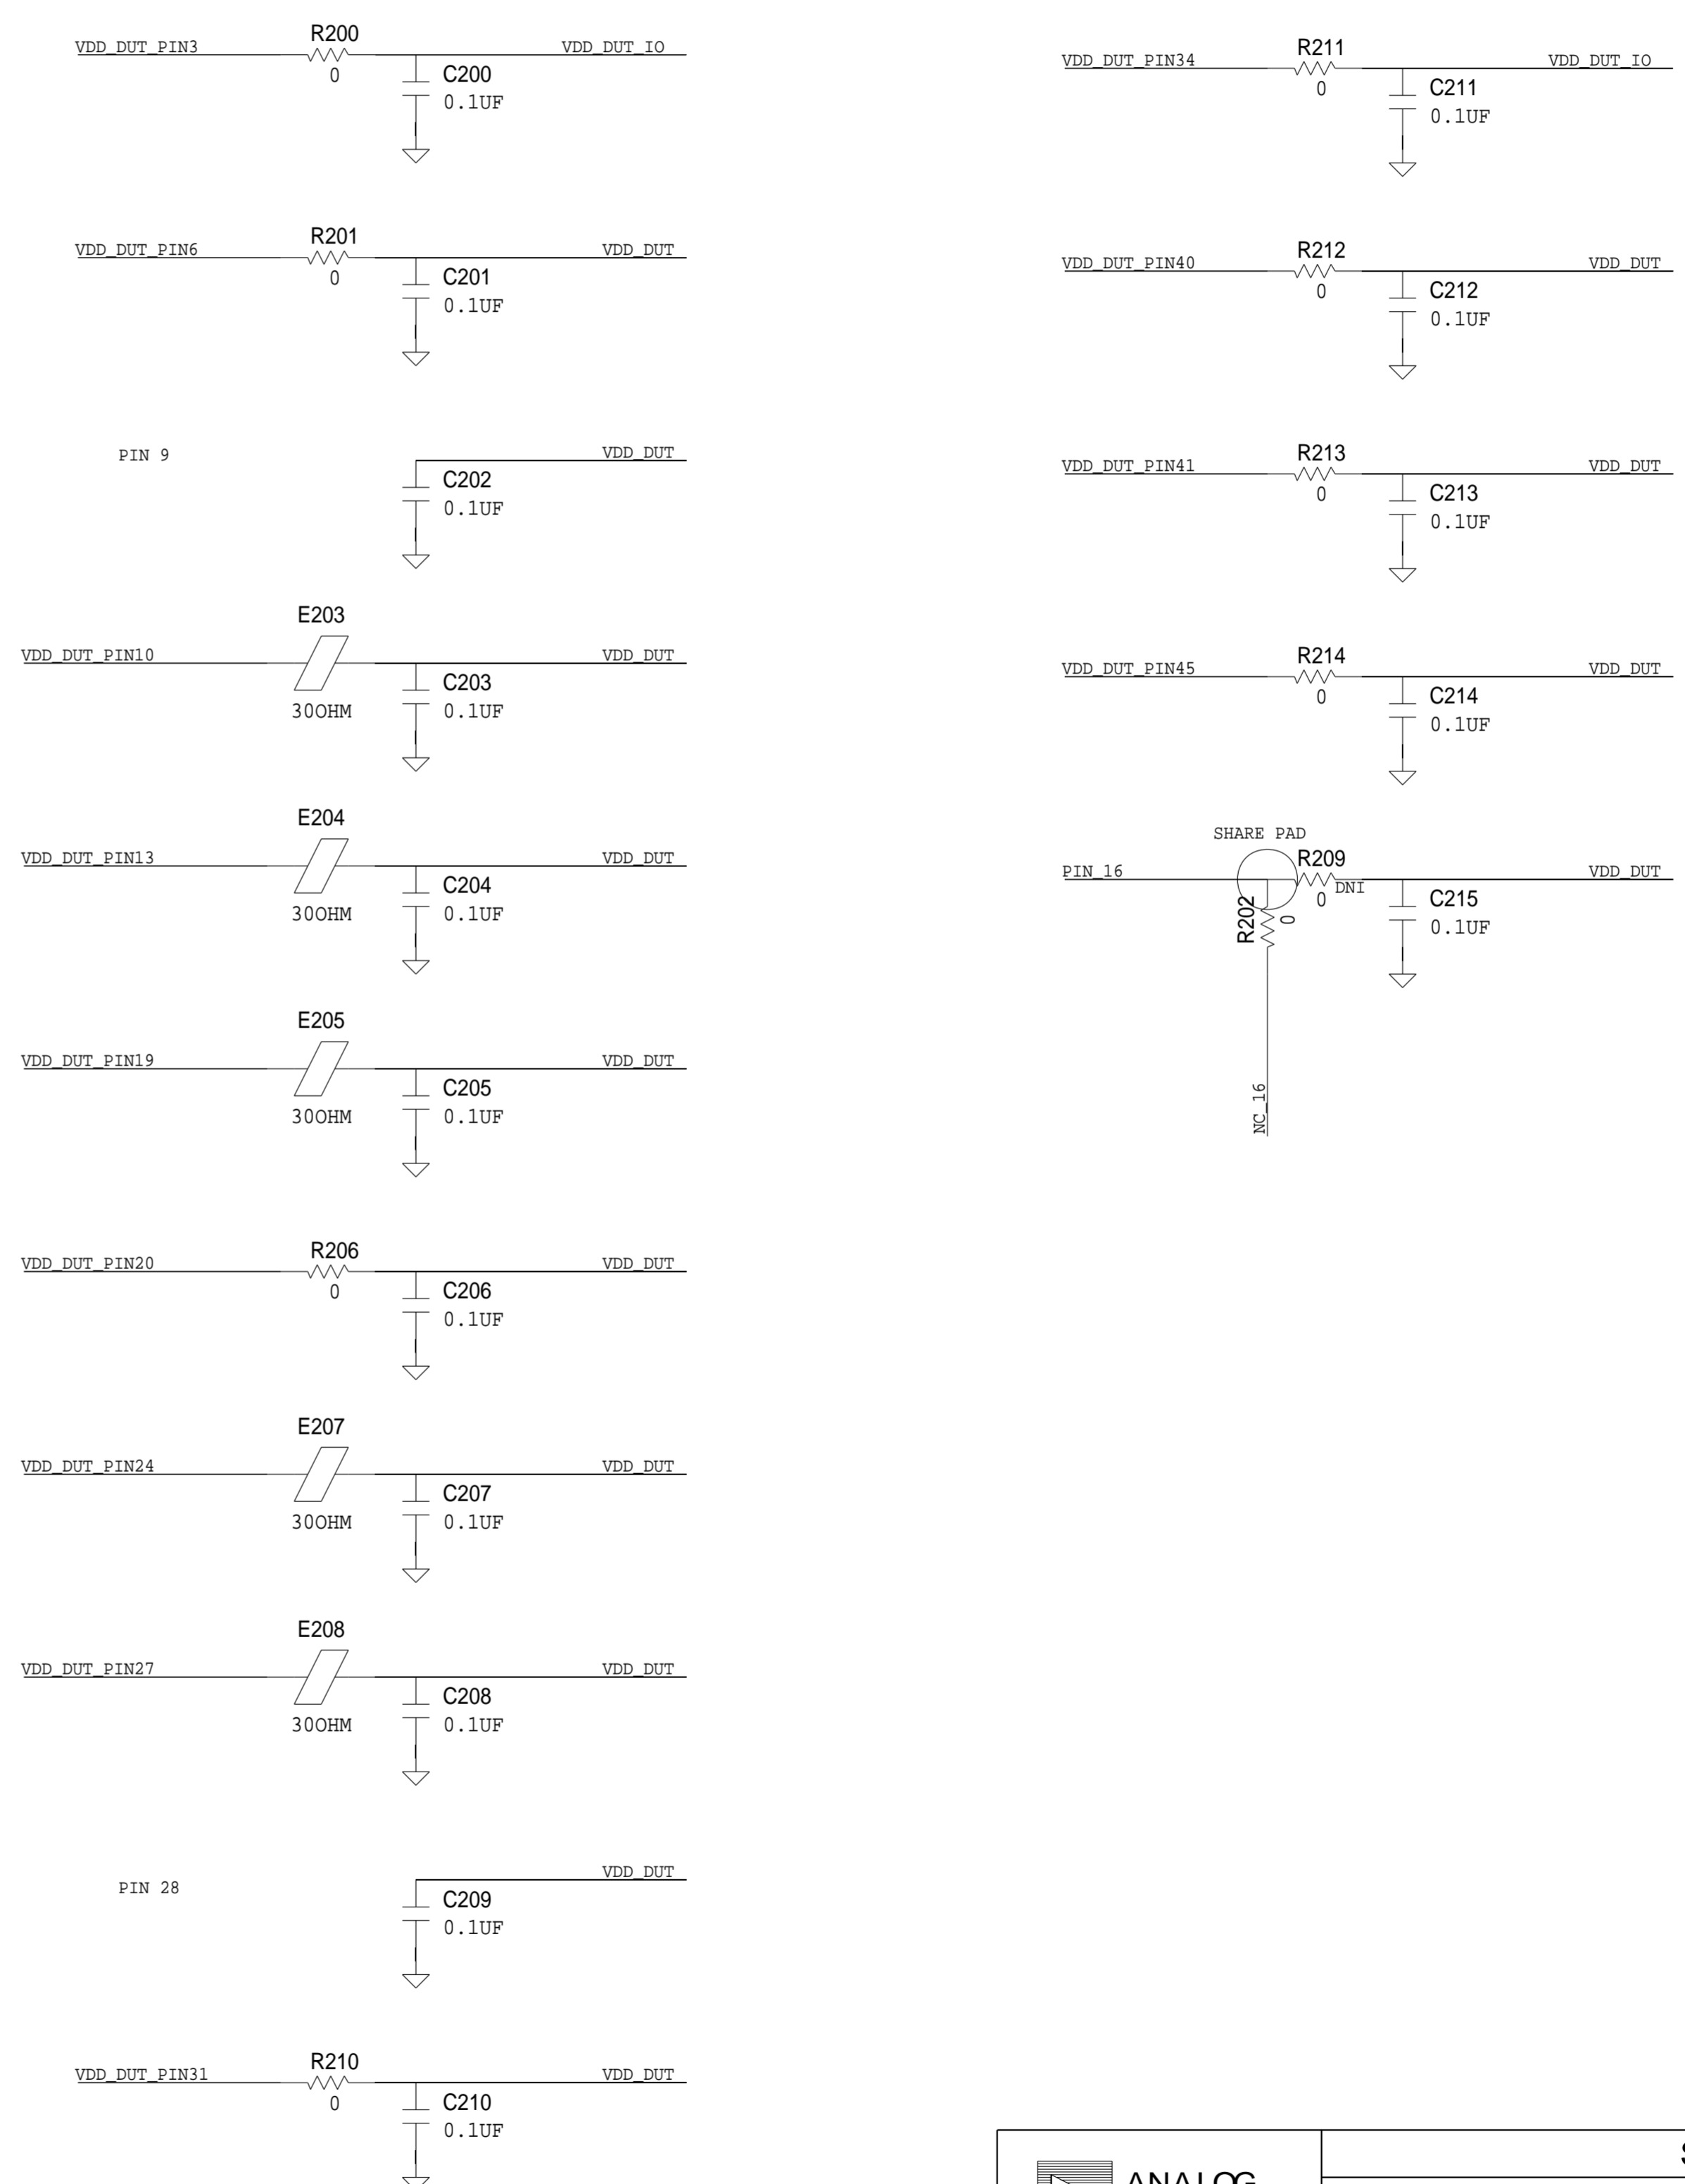 R200
VDD_DUT_PIN3
VDD_DUT_IO
0
C200
0.1UF
R201
VDD_DUT_PIN6
VDD_DUT
0
C201
0.1UF
PIN 9
VDD_DUT
C202
0.1UF
E203
VDD_DUT_PIN10
VDD_DUT
30OHM
C203
0.1UF
E204
VDD_DUT_PIN13
VDD_DUT
30OHM
C204
0.1UF
E205
VDD_DUT_PIN19
VDD_DUT
30OHM
C205
0.1UF
R206
VDD_DUT_PIN20
VDD_DUT
0
C206
0.1UF
E207
VDD_DUT_PIN24
VDD_DUT
30OHM
C207
0.1UF
E208
VDD_DUT_PIN27
VDD_DUT
30OHM
C208
0.1UF
PIN 28
VDD_DUT
C209
0.1UF
R210
VDD_DUT_PIN31
VDD_DUT
0
C210
0.1UF
R211
VDD_DUT_PIN34
VDD_DUT_IO
0
C211
0.1UF
R212
VDD_DUT_PIN40
VDD_DUT
0
C212
0.1UF
R213
VDD_DUT_PIN41
VDD_DUT
0
C213
0.1UF
R214
VDD_DUT_PIN45
VDD_DUT
0
C214
0.1UF
SHARE PAD
R209
PIN_16
VDD_DUT
0
DNI
C215
0.1UF
R202
0
NC_16
ANALOG